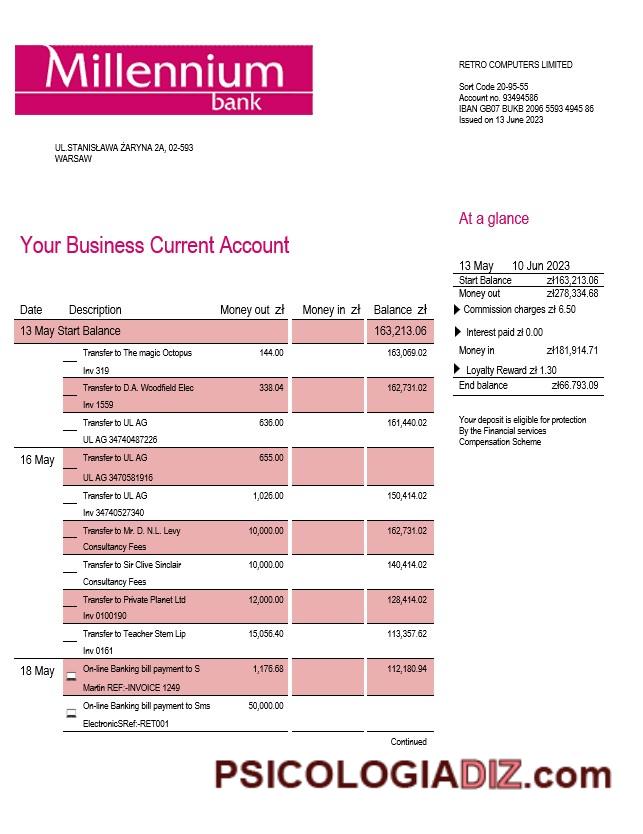 Millennium
bank
RETRO COMPUTERS LIMITED
Sort Code 20-95-55
Account no. 93494586
IBAN GB07 BUKB 2096 5593 4945 86
Issued on 13 June 2023
UL.STANISŁAWA ŻARYNA 2A, 02-593
WARSAW
At a glance
13 May 10 Jun 2023
Start Balance zł163,213.06
Money out zł278,334.68
Commission charges zł 6.50
Interest paid zł 0.00
Money in zł181,914.71
Loyalty Reward zł 1.30
End balance zł66.793.09
Your deposit is eligible for protection
By the Financial services
Compensation Scheme
Your Business Current Account
Date Description Money out zł Money in zł Balance zł
13 May Start Balance 163,213.06
Transfer to The magic Octopus 144.00 163,069.02
Inv 319
Transfer to D.A. Woodfield Elec 338.04 162,731.02
Inv 1559
Transfer to UL AG 636.00 161,440.02
UL AG 34740487226
16 May Transfer to UL AG 655.00
UL AG 3470581916
Transfer to UL AG 1,026.00 150,414.02
Inv 34740527340
Transfer to Mr. D. N.L. Levy 10,000.00 162,731.02
Consultancy Fees
Transfer to Sir Clive Sinclair 10,000.00 140,414.02
Consultancy Fees
Transfer to Private Planet Ltd 12,000.00 128,414.02
Inv 0100190
Transfer to Teacher Stem Lip 15,056.40 113,357.62
Inv 0161
18 May On-line Banking bill payment to S 1,176.68 112,180.94
Martin REF:-INVOICE 1249
On-line Banking bill payment to Sms 50,000.00
ElectronicSRef:-RET001
Continued
PSICOLOGIADIZ.com